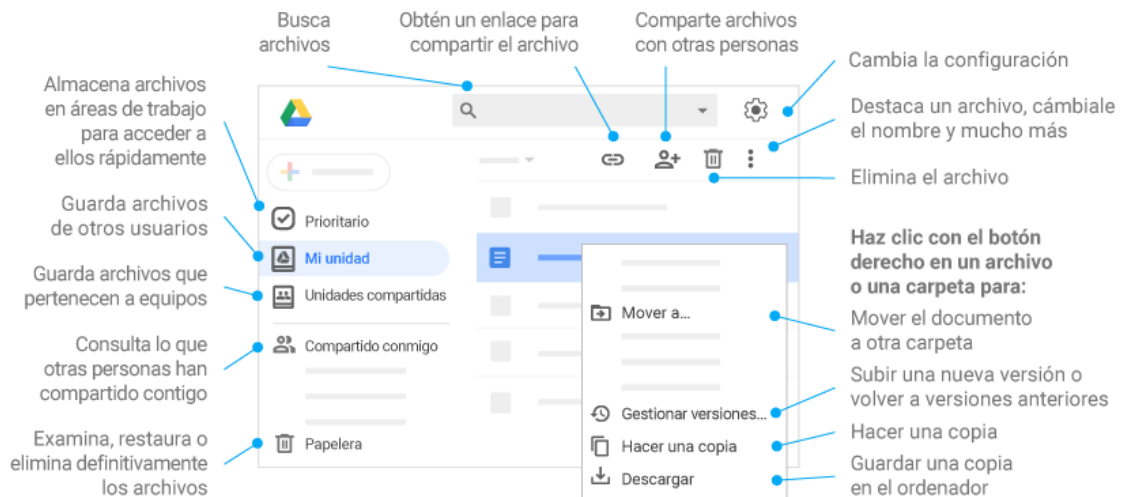 Busca
archivos
Obtén un enlace para
compartir el archivo
Comparte archivos
con otras personas
Cambia la configuración
Destaca un archivo, cámbiale
el nombre y mucho más
Elimina el archivo
Almacena archivos
en áreas de trabajo
para acceder a
ellos rápidamente
Guarda archivos
de otros usuarios
Guarda archivos que
pertenecen a equipos
Consulta lo que
otras personas han
compartido contigo
Examina, restaura o
elimina definitivamente
los archivos
Prioritario
Mi unidad
Unidades compartidas
Compartido conmigo
Papelera
Mover a...
Gestionar versiones...
Hacer una copia
Descargar
Haz clic con el botón
derecho en un archivo
o una carpeta para:
Mover el documento
a otra carpeta
Subir una nueva versión o
volver a versiones anteriores
Hacer una copia
Guardar una copia
en el ordenador